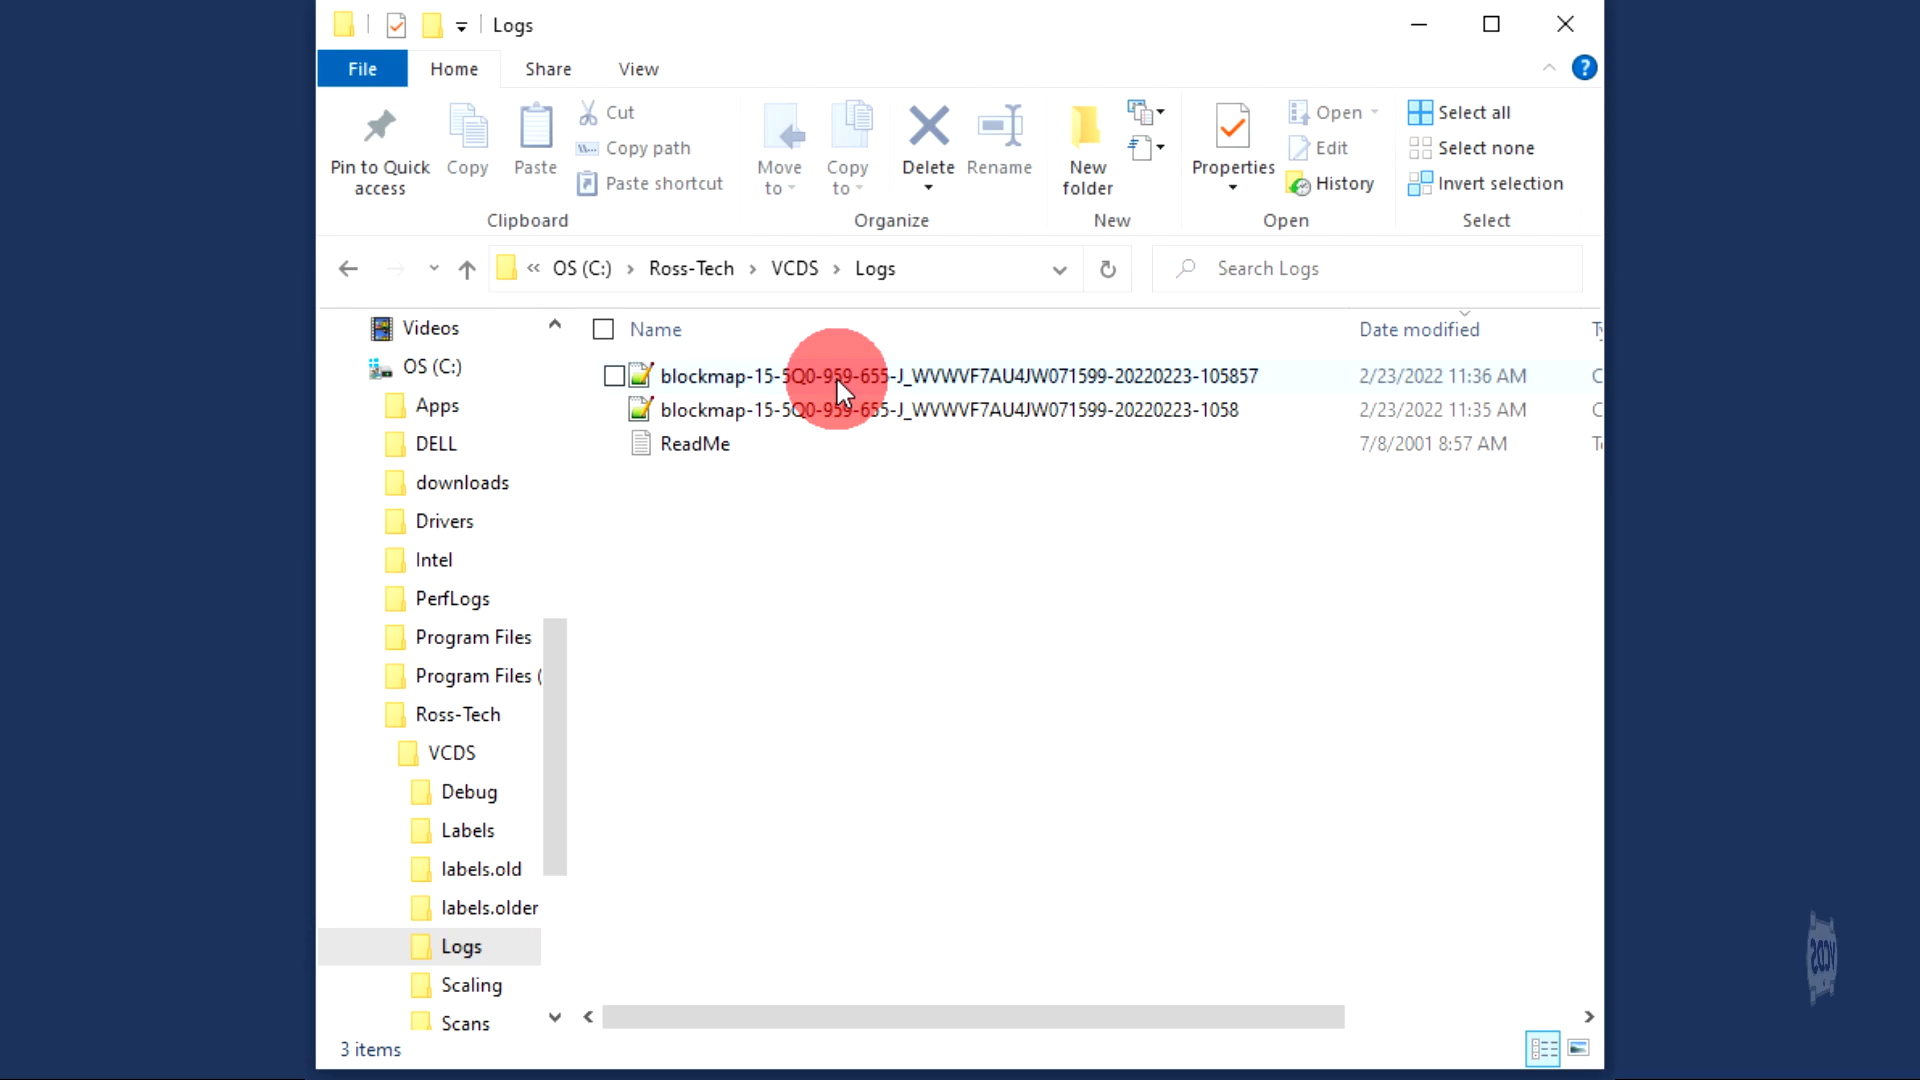 Logs
File Home Share View
?
Pin to Quick access
Copy
Paste
Cut
Copy path
Paste shortcut
Clipboard
Move to
Copy to
Delete
Rename
Organize
New folder
New
Properties
Open
Edit
History
Open
Select all
Select none
Invert selection
Select
« OS (C:) › Ross-Tech › VCDS › Logs
Search Logs
Videos
OS (C:)
Apps
DELL
downloads
Drivers
Intel
PerfLogs
Program Files
Program Files (
Ross-Tech
VCDS
Debug
Labels
labels.old
labels.older
Logs
Scaling
Scans
Name Date modified
blockmap-15-5Q0-959-655-J_WVWVF7AU4JW071599-20220223-105857 2/23/2022 11:36 AM C
blockmap-15-5Q0-959-655-J_WVWVF7AU4JW071599-20220223-1058 2/23/2022 11:35 AM C
ReadMe 7/8/2001 8:57 AM
3 items
VCDS